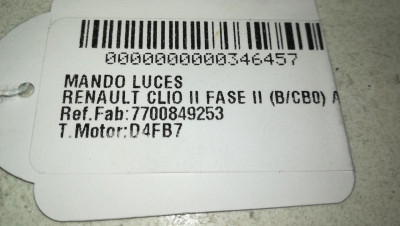 0000000000346457
MANDO LUCES
RENAULT CLIO II FASE II (B/CB0) A
Ref.Fab:7700849253
T.Motor:D4FB7